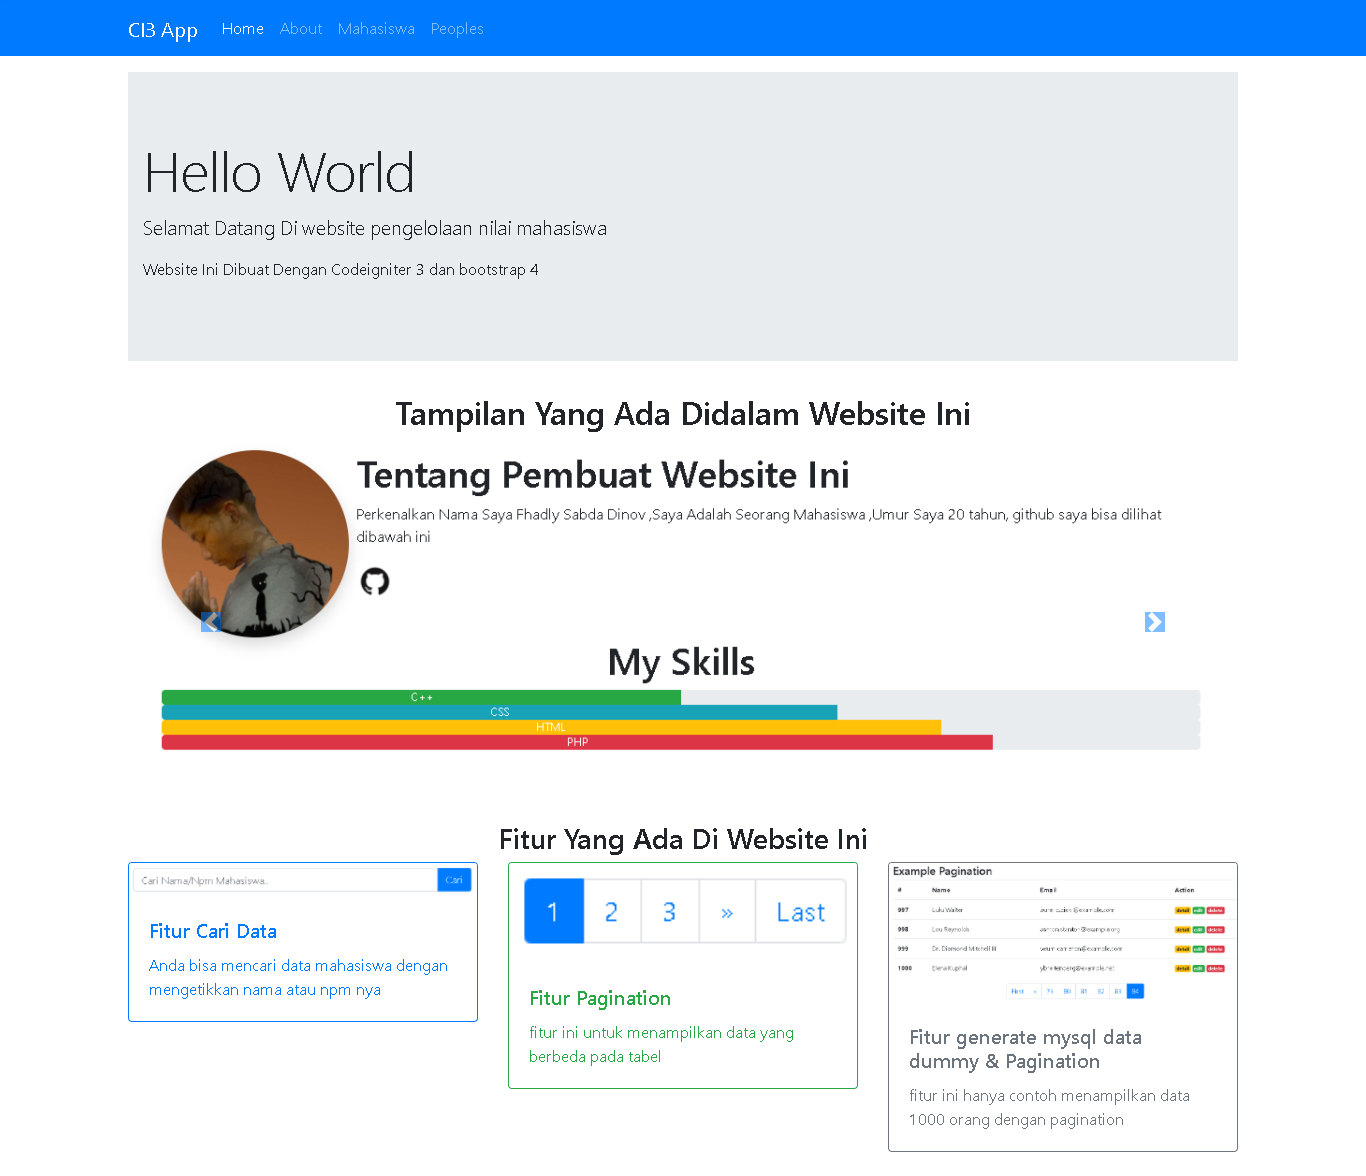 CI3 App Home About Mahasiswa Peoples
Hello World
Selamat Datang Di website pengelolaan nilai mahasiswa
Website Ini Dibuat Dengan Codeigniter 3 dan bootstrap 4
Tampilan Yang Ada Didalam Website Ini
Tentang Pembuat Website Ini
Perkenalkan Nama Saya Fhadly Sabda Dinov ,Saya Adalah Seorang Mahasiswa ,Umur Saya 20 tahun, github saya bisa dilihat
dibawah ini
My Skills
C++
CSS
HTML
PHP
Fitur Yang Ada Di Website Ini
Cari Nama/Npm Mahasiswa.. Cari
Fitur Cari Data
Anda bisa mencari data mahasiswa dengan
mengetikkan nama atau npm nya
1 2 3 » Last
Fitur Pagination
fitur ini untuk menampilkan data yang
berbeda pada tabel
Example Pagination
# Name Email Action
997 Lulu Walter detail edit delete
998 Lou Reynolds detail edit delete
999 Dr. Diamond Mitchell III detail edit delete
1000 Elena Kuphal detail edit delete
First « 79 80 81 82 83 84
Fitur generate mysql data
dummy & Pagination
fitur ini hanya contoh menampilkan data
1000 orang dengan pagination